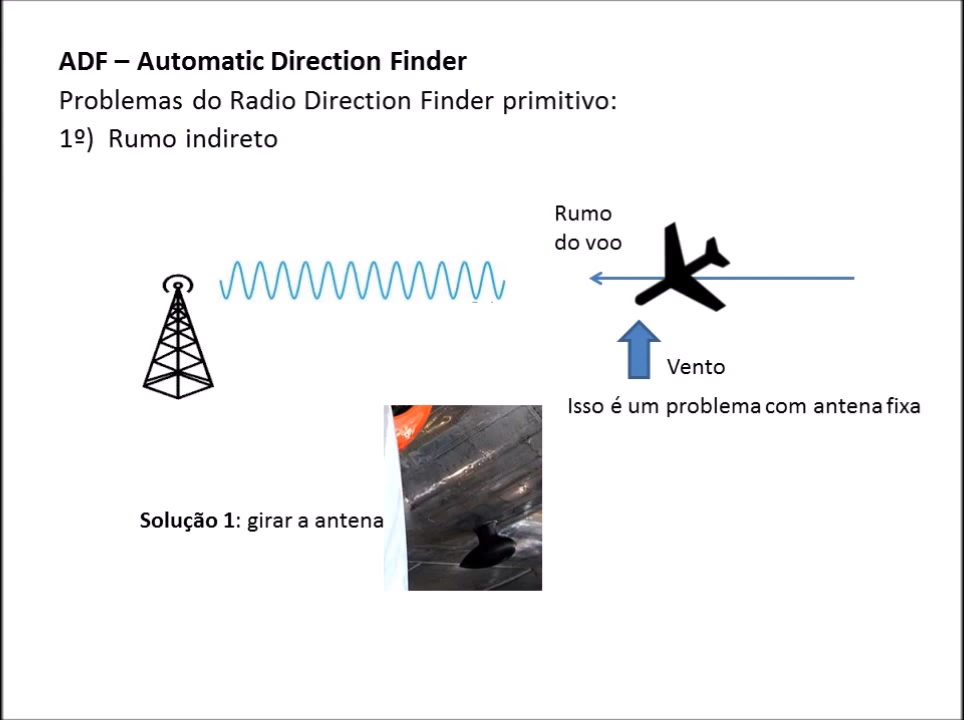 ADF – Automatic Direction Finder
Problemas do Radio Direction Finder primitivo:
1º) Rumo indireto
Rumo
do voo
Vento
Isso é um problema com antena fixa
Solução 1: girar a antena